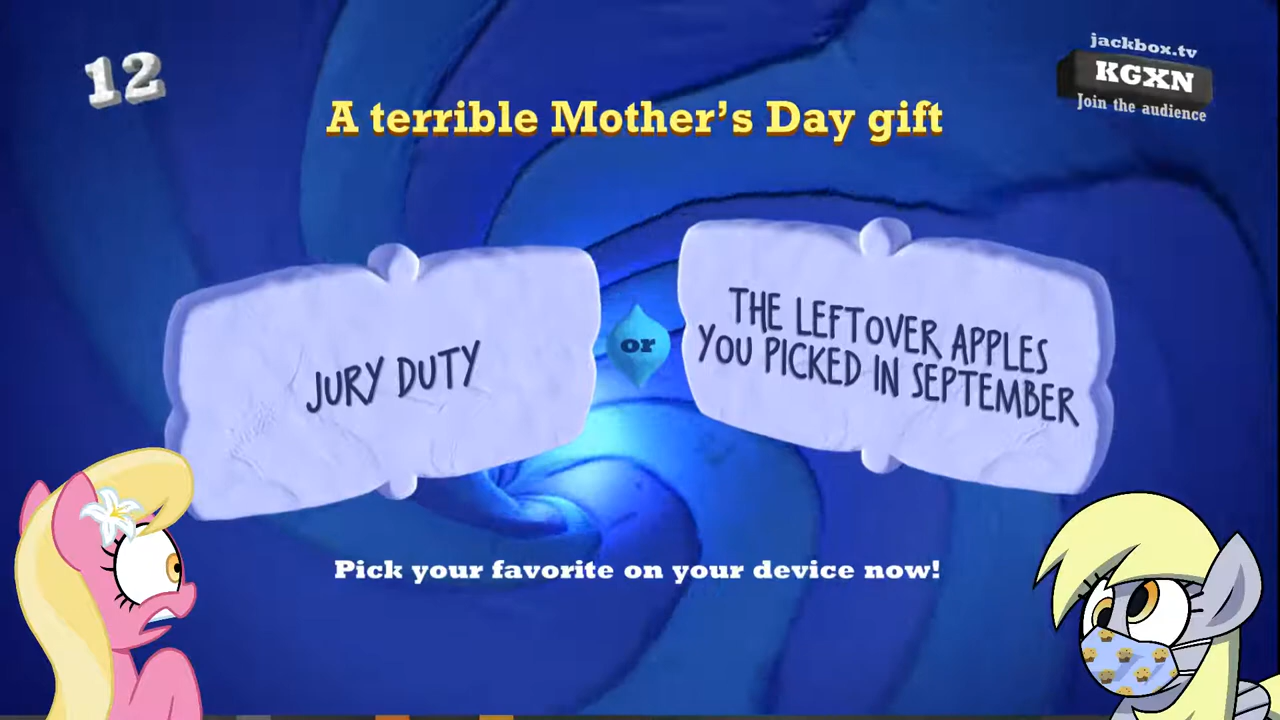 12
jackbox.tv
KGXN
Join the audience
A terrible Mother's Day gift
JURY DUTY
or
THE LEFTOVER APPLES
YOU PICKED IN SEPTEMBER
Pick your favorite on your device now!